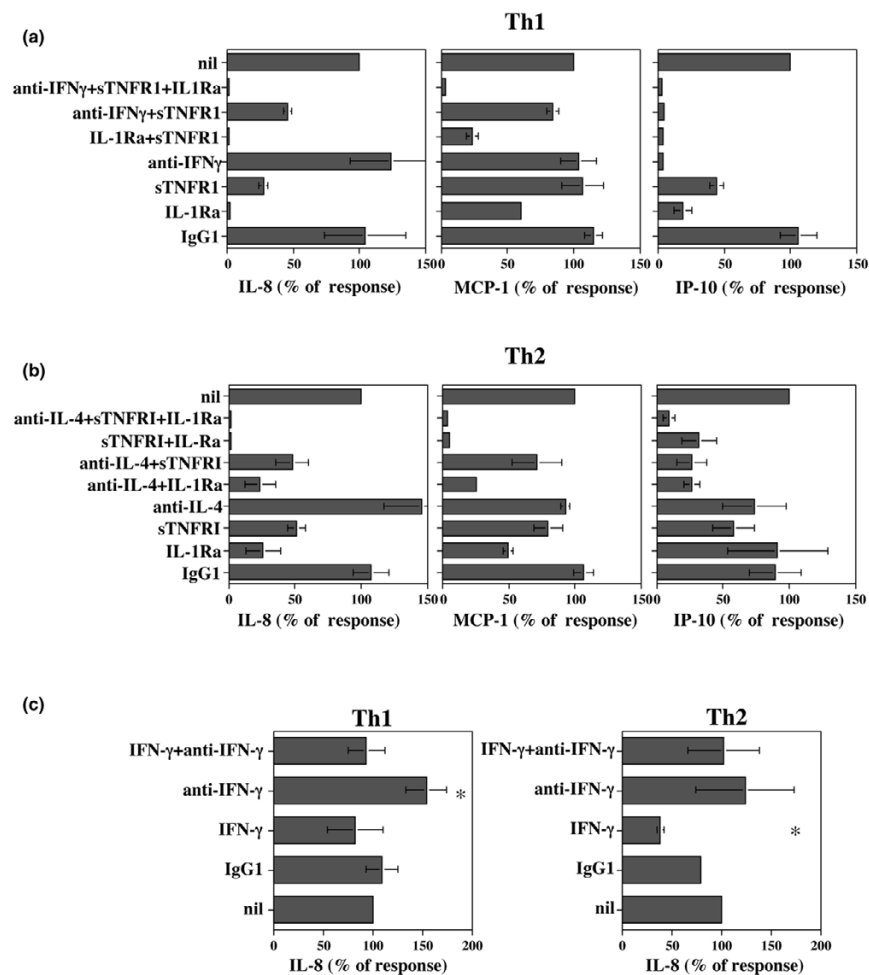 (a)
Th1
nil
anti-IFNγ+sTNFR1+IL1Ra
anti-IFNγ+sTNFR1
IL-1Ra+sTNFR1
anti-IFNγ
sTNFR1
IL-1Ra
IgG1
0 50 100 150
0 50 100 150
0 50 100 150
IL-8 (% of response)
MCP-1 (% of response)
IP-10 (% of response)
(b)
Th2
nil
anti-IL-4+sTNFRI+IL-1Ra
sTNFRI+IL-Ra
anti-IL-4+sTNFRI
anti-IL-4+IL-1Ra
anti-IL-4
sTNFRI
IL-1Ra
IgG1
0 50 100 150
0 50 100 150
0 50 100 150
IL-8 (% of response)
MCP-1 (% of response)
IP-10 (% of response)
(c)
Th1
IFN-γ+anti-IFN-γ
anti-IFN-γ
*
IFN-γ
IgG1
nil
0 100 200
IL-8 (% of response)
Th2
IFN-γ+anti-IFN-γ
anti-IFN-γ
IFN-γ
*
IgG1
nil
0 100 200
IL-8 (% of response)